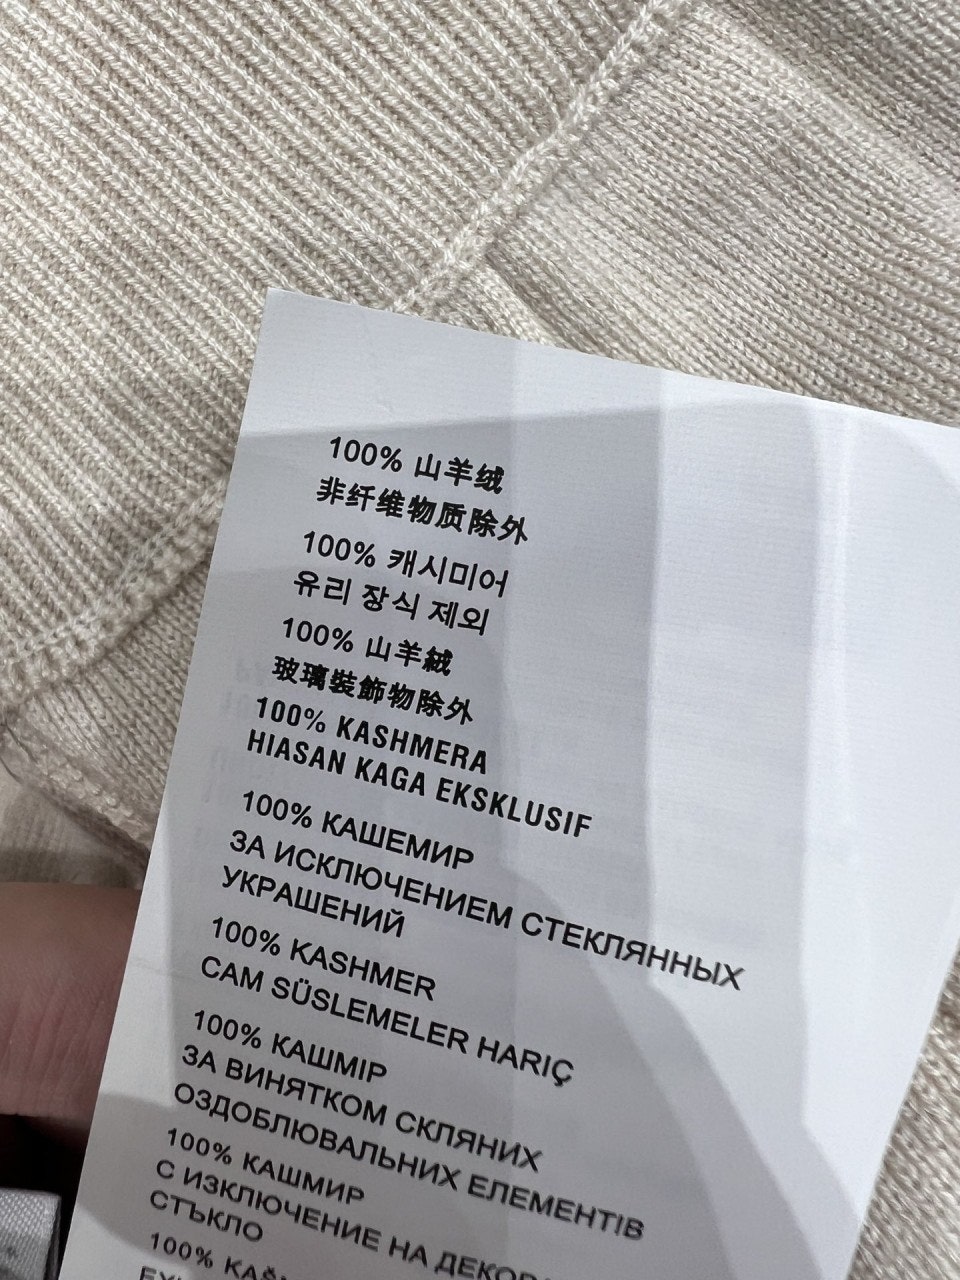 100% 山羊绒
非纤维物质除外
100% 캐시미어
유리 장식 제외
100% 山羊絨
玻璃裝飾物除外
100% KASHMERA
HIASAN KAGA EKSKLUSIF
100% КАШЕМИР
ЗА ИСКЛЮЧЕНИЕМ СТЕКЛЯННЫХ
УКРАШЕНИЙ
100% KASHMER
CAM SÜSLEMELER HARIÇ
100% КАШМІР
ЗА ВИНЯТКОМ СКЛЯНИХ
ОЗДОБЛЮВАЛЬНИХ ЕЛЕМЕНТІВ
100% КАШМИР
С ИЗКЛЮЧЕНИЕ НА
СТЪКЛО
100%